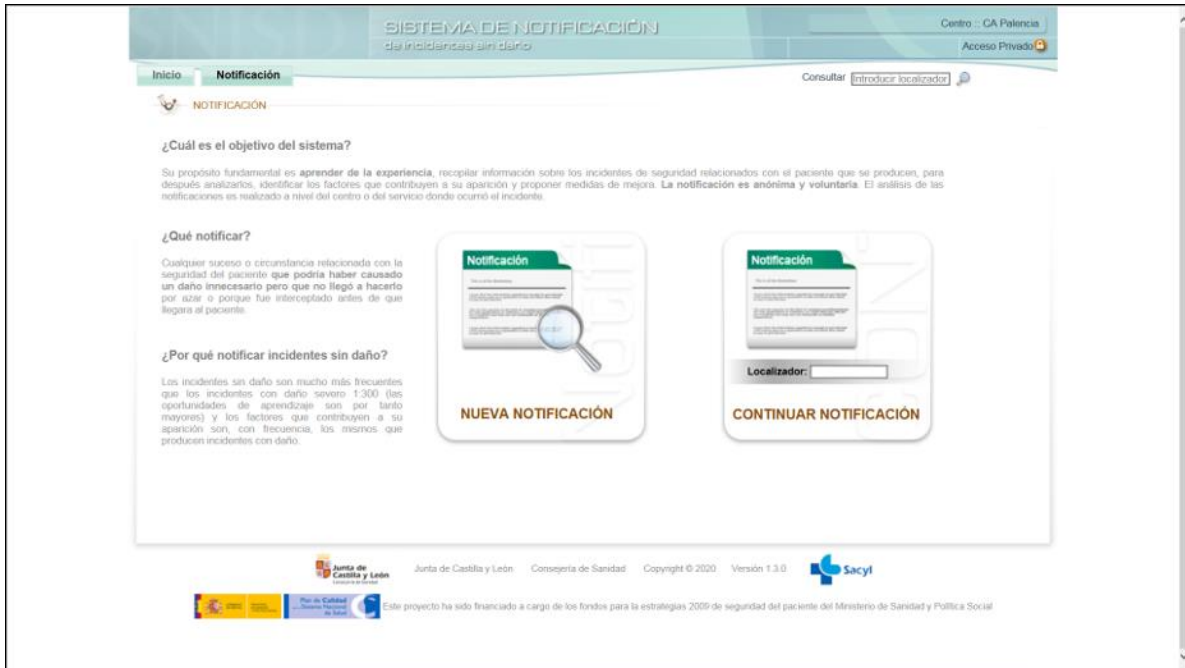 SISTEMA DE NOTIFICACIÓN
de incidentes sin daño
Centro :: CA Palencia
Acceso Privado
Inicio
Notificación
Consultar Introducir localizador
NOTIFICACIÓN
¿Cuál es el objetivo del sistema?
Su propósito fundamental es aprender de la experiencia, recopilar información sobre los incidentes de seguridad relacionados con el paciente que se producen, para
después analizarlos, identificar los factores que contribuyen a su aparición y proponer medidas de mejora. La notificación es anónima y voluntaria. El análisis de las
notificaciones es realizado a nivel del centro o del servicio donde ocurrió el incidente.
¿Qué notificar?
Cualquier suceso o circunstancia relacionada con la
seguridad del paciente que podría haber causado
un daño innecesario pero que no llegó a hacerlo
por azar o porque fue interceptado antes de que
llegara al paciente.
¿Por qué notificar incidentes sin daño?
Los incidentes sin daño son mucho más frecuentes
que los incidentes con daño severo 1:300 (las
oportunidades de aprendizaje son por tanto
mayores) y los factores que contribuyen a su
aparición son, con frecuencia, los mismos que
producen incidentes con daño.
Notificación
NUEVA NOTIFICACIÓN
Notificación
Localizador:
CONTINUAR NOTIFICACIÓN
Junta de
Castilla y León
Junta de Castilla y León Consejería de Sanidad Copyright © 2020 Versión 1.3.0
Sacyl
Plan de Calidad
Este proyecto ha sido financiado a cargo de los fondos para la estrategias 2009 de seguridad del paciente del Ministerio de Sanidad y Política Social